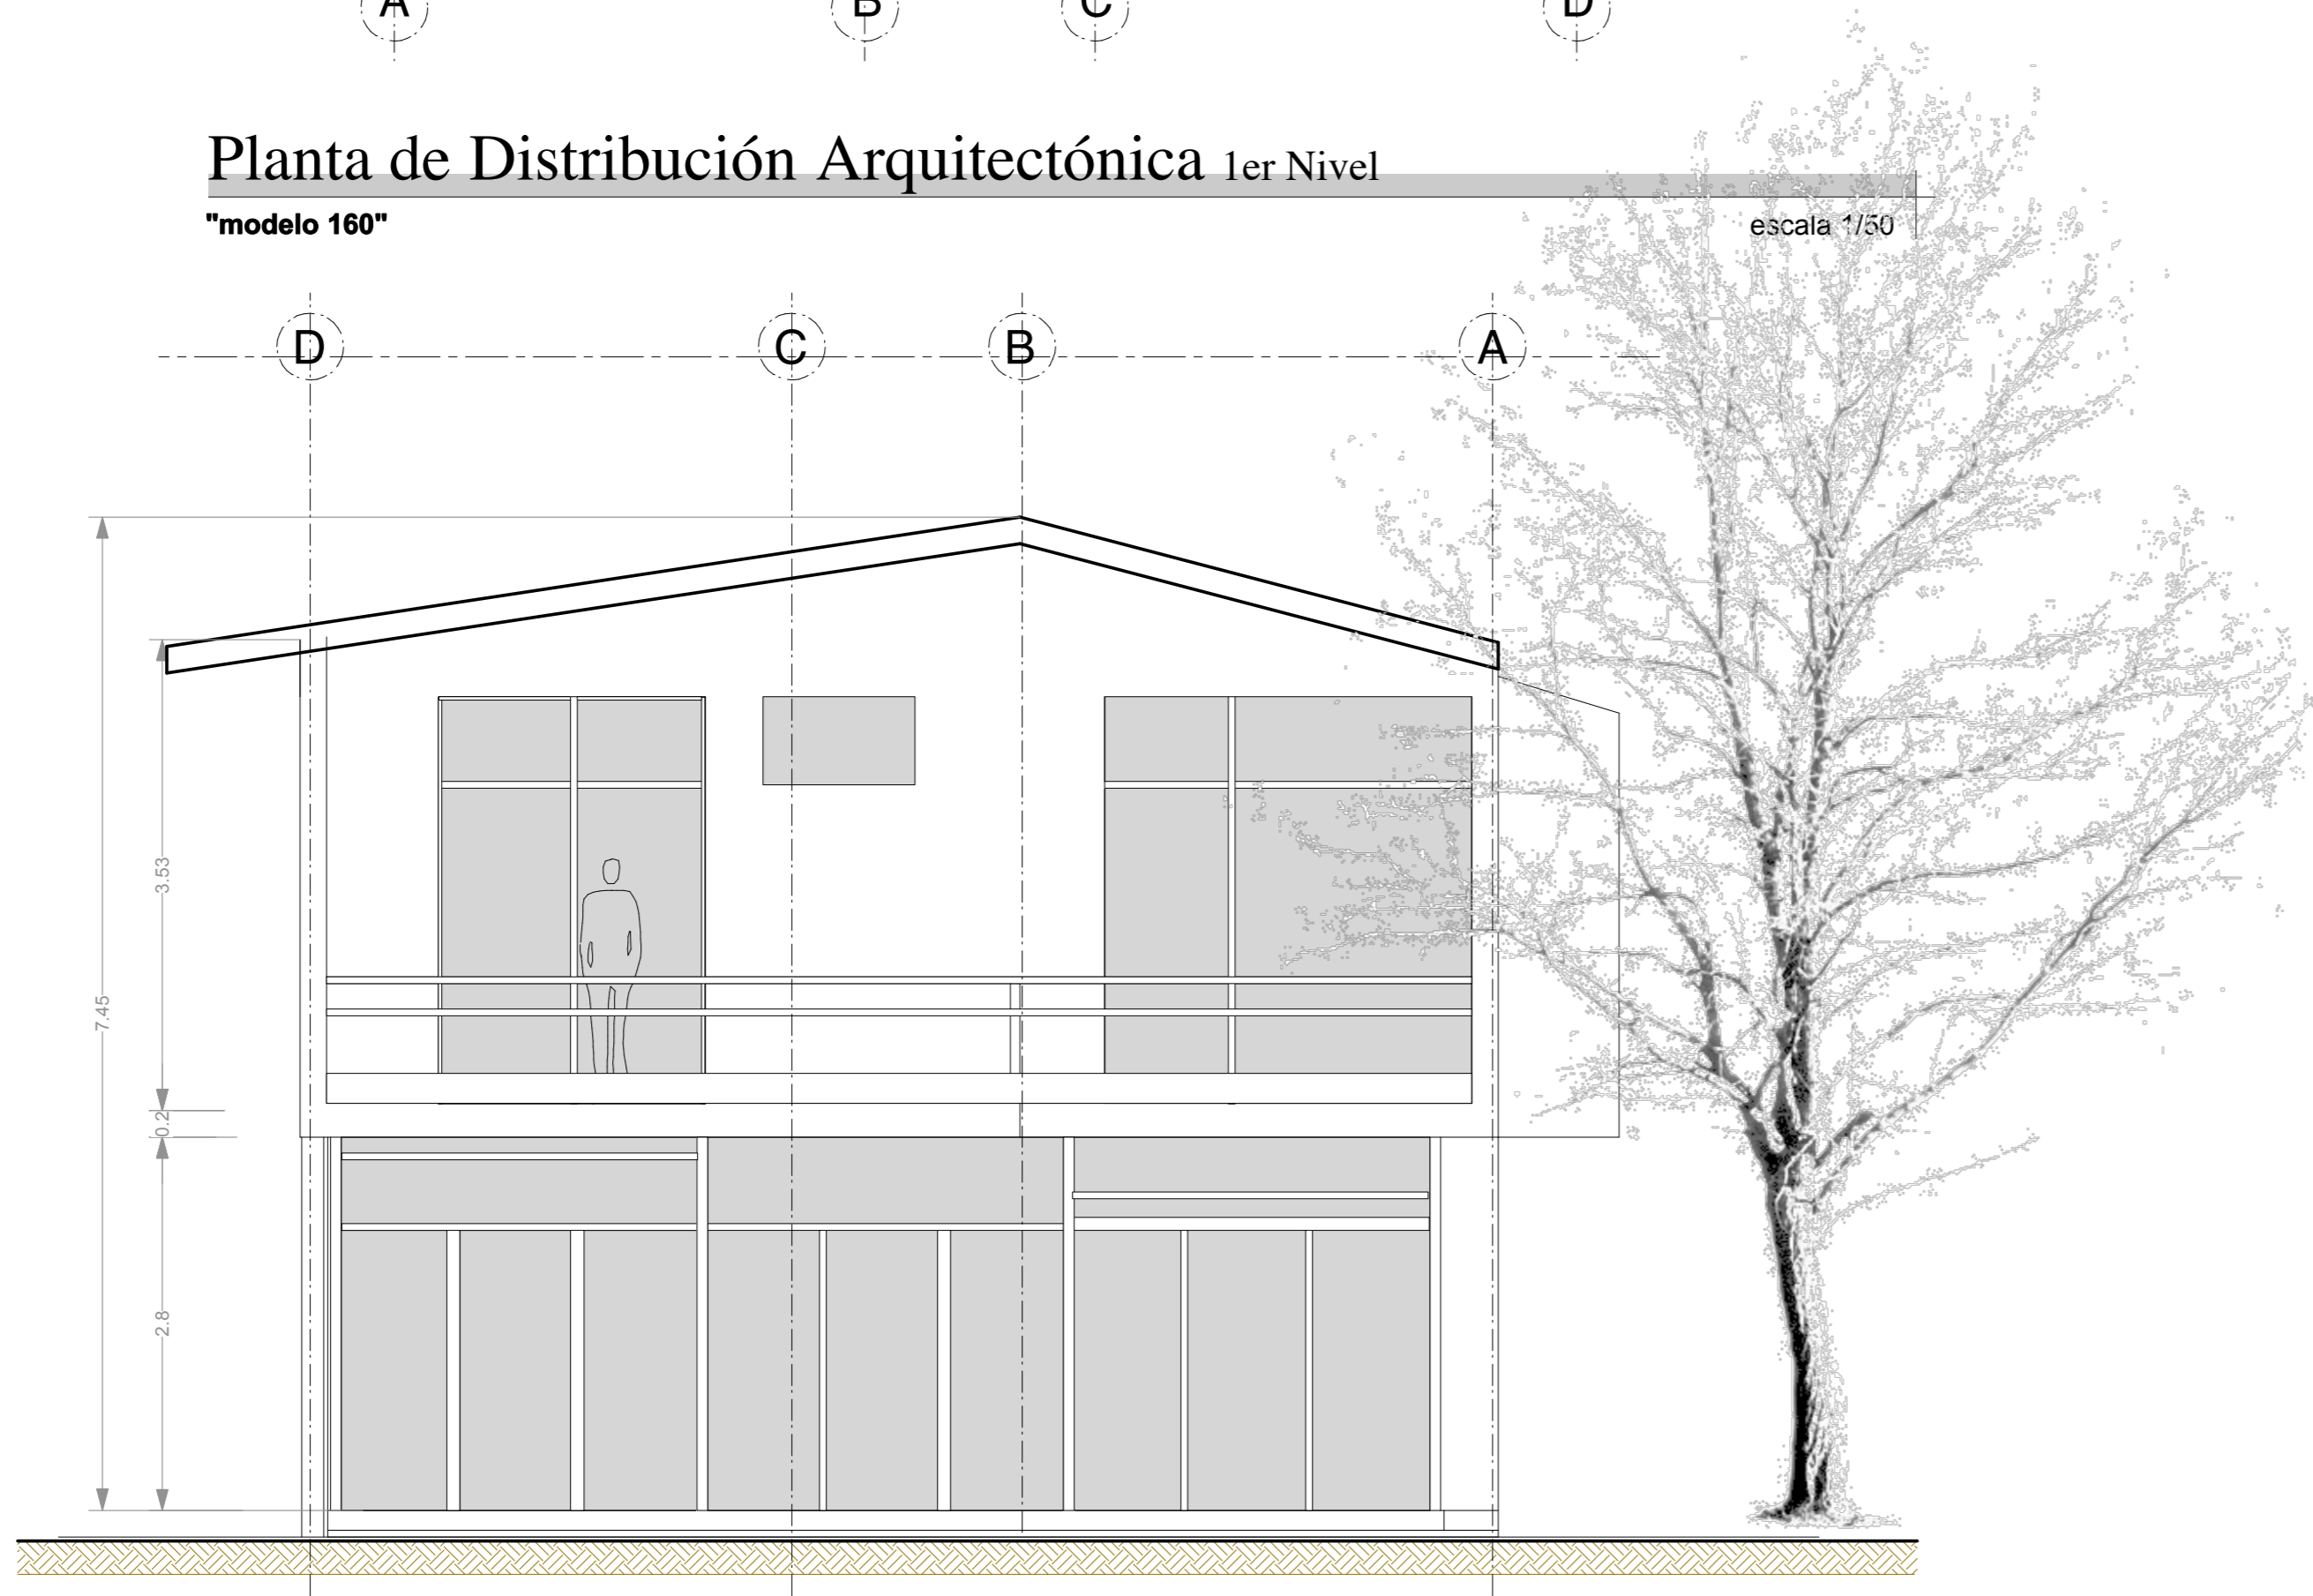 A B C D
Planta de Distribución Arquitectónica 1er Nivel
"modelo 160" escala 1/50
D C B A
3.53
7.45
0.2
2.8